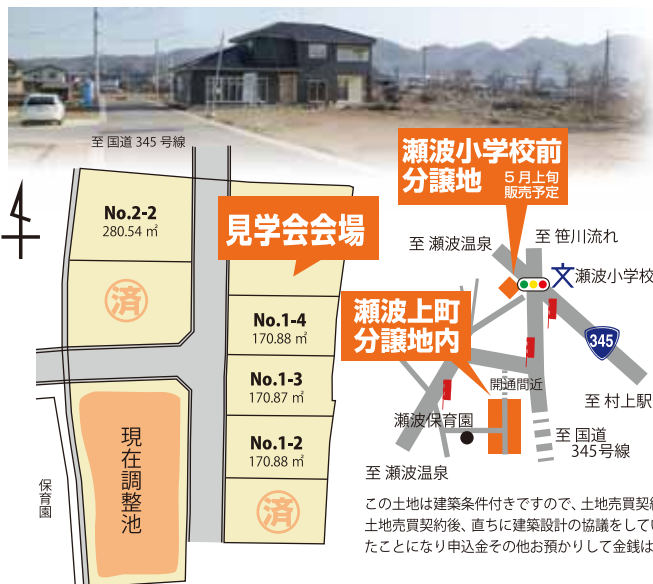 至 国道 345 号線
No.2-2
280.54 ㎡
済
見学会会場
No.1-4
170.88 ㎡
No.1-3
170.87 ㎡
No.1-2
170.88 ㎡
済
現在調整池
保育園
瀬波小学校前
分譲地
5月上旬
販売予定
至 瀬波温泉
至 笹川流れ
文 瀬波小学校
瀬波上町
分譲地内
345
開通間近
至 村上駅
瀬波保育園
至 国道
345号線
至 瀬波温泉
この土地は建築条件付きですので、土地売買契
土地売買契約後、直ちに建築設計の協議をして
たことになり申込金その他お預かりして金銭は